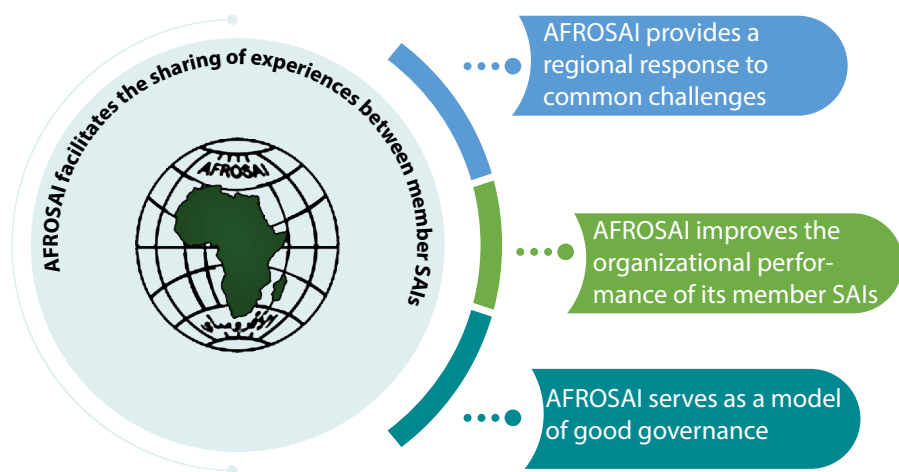 AFROSAI facilitates the sharing of experiences between member SAIs
AFROSAI
AFROSAI provides a
regional response to
common challenges
AFROSAI improves the
organizational perfor-
mance of its member SAIs
AFROSAI serves as a model
of good governance